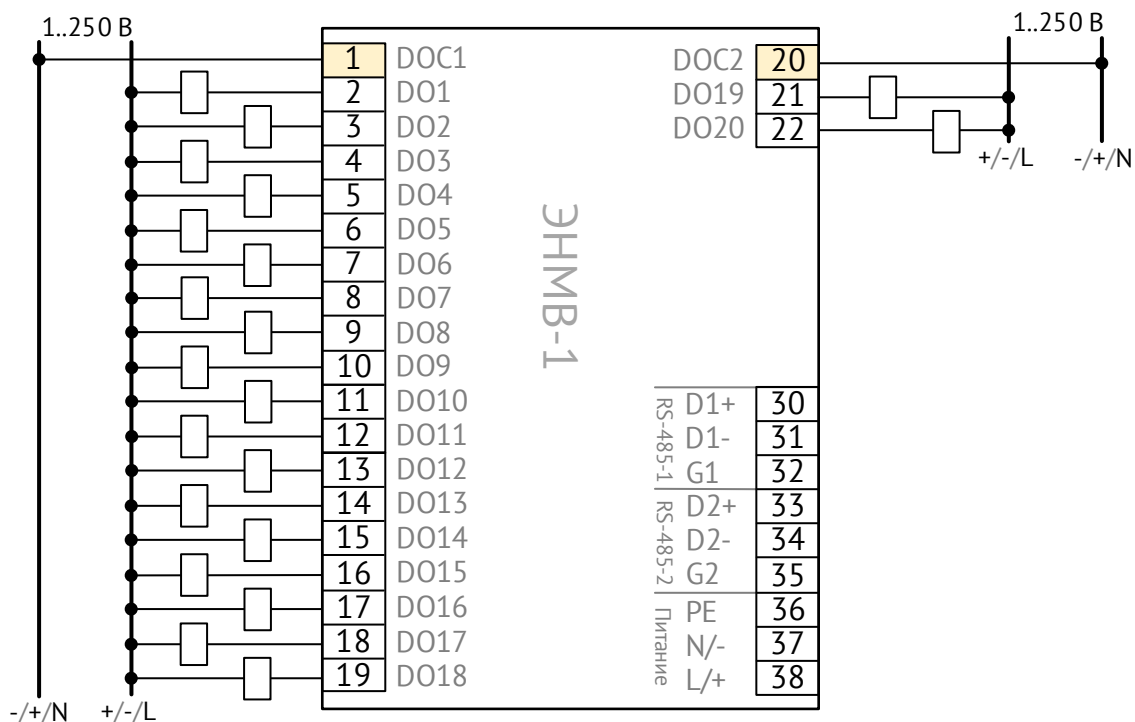 1..250 В
1..250 В
1 DOC1
2 DO1
3 DO2
4 DO3
5 DO4
6 DO5
7 DO6
8 DO7
9 DO8
10 DO9
11 DO10
12 DO11
13 DO12
14 DO13
15 DO14
16 DO15
17 DO16
18 DO17
19 DO18
-/+/N
+/-/L
ЭНМВ-1
DOC2 20
DO19 21
DO20 22
+/-/L
-/+/N
RS-485-1
D1+ 30
D1- 31
G1 32
RS-485-2
D2+ 33
D2- 34
G2 35
Питание
PE 36
N/- 37
L/+ 38